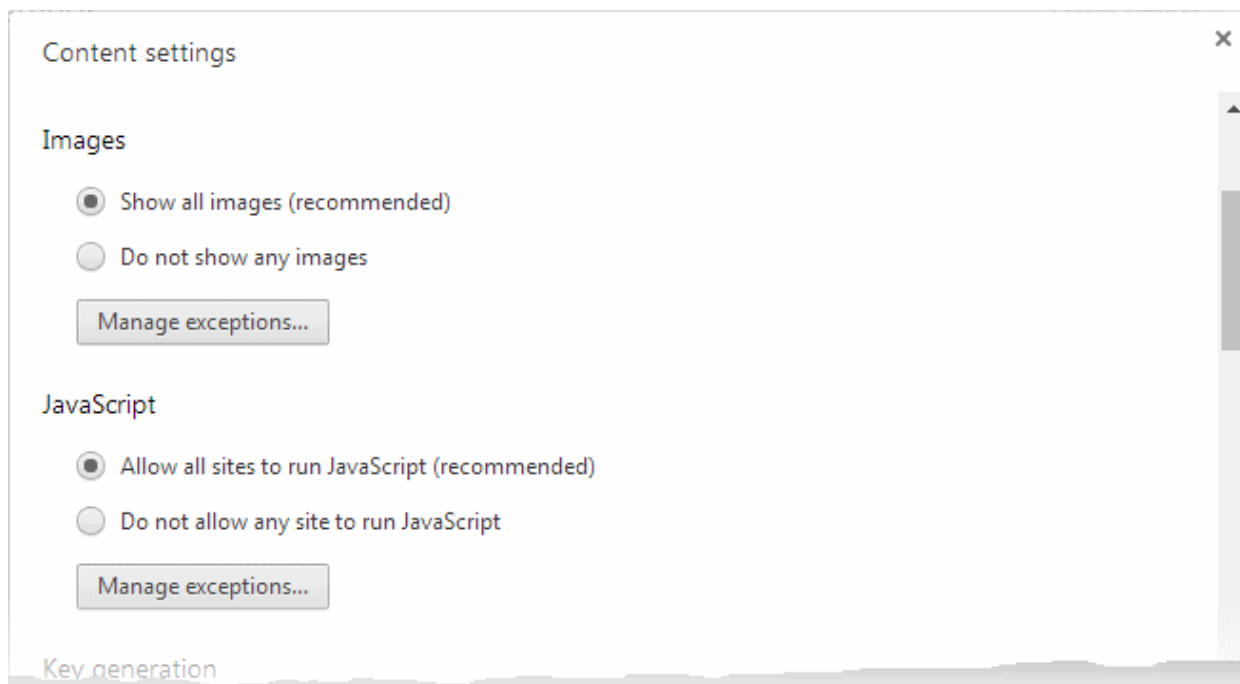 Content settings
Images
Show all images (recommended)
Do not show any images
Manage exceptions...
JavaScript
Allow all sites to run JavaScript (recommended)
Do not allow any site to run JavaScript
Manage exceptions...
Key generation